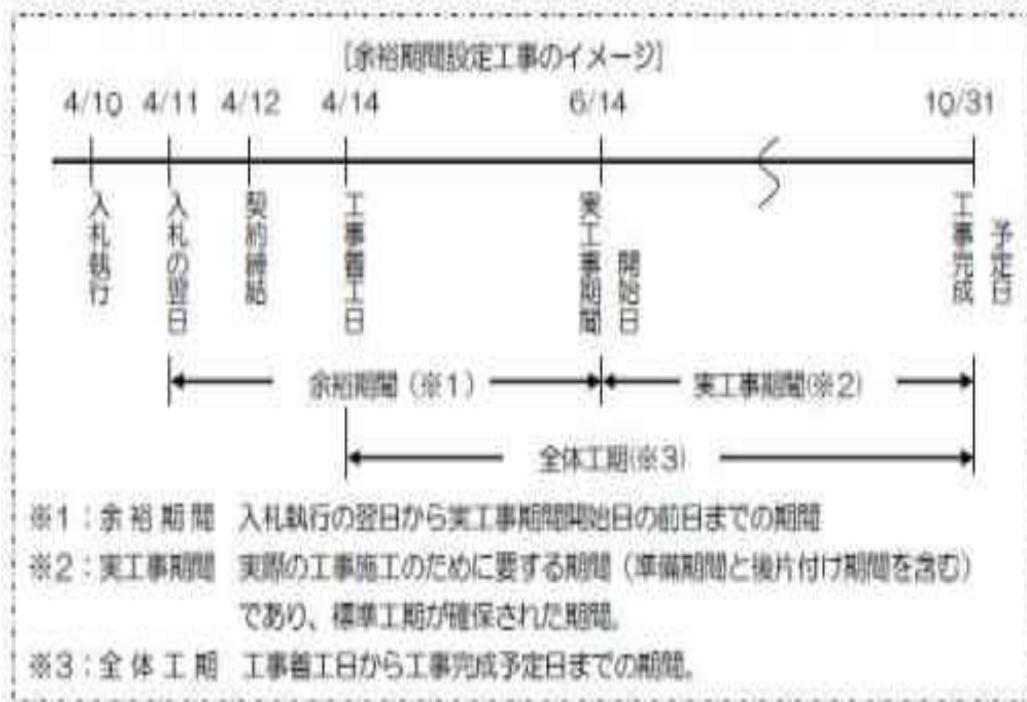 [余裕期間設定工事のイメージ]
4/10 4/11 4/12 4/14 6/14 10/31
入札執行
入札の翌日
契約締結
工事着工日
実工事期間
開始日
工事完成
予定日
余裕期間(※1)
実工事期間(※2)
全体工期(※3)
※1:余裕期間 入札執行の翌日から実工事期間開始日の前日までの期間
※2:実工事期間 実際の工事施工のために要する期間(準備期間と後片付け期間を含む)
であり、標準工期が確保された期間。
※3:全体工期 工事着工日から工事完成予定日までの期間。